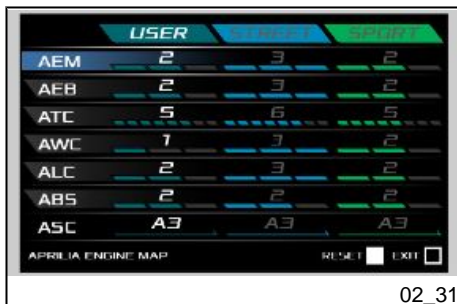 USER STREET SPORT
AEM 2 3 2
AEB 2 3 2
ATC 5 6 5
AWC 1 3 2
ALC 2 3 2
ABS 2 2 2
ASC A3 A3 A3
APRILIA ENGINE MAP RESET EXIT
02_31